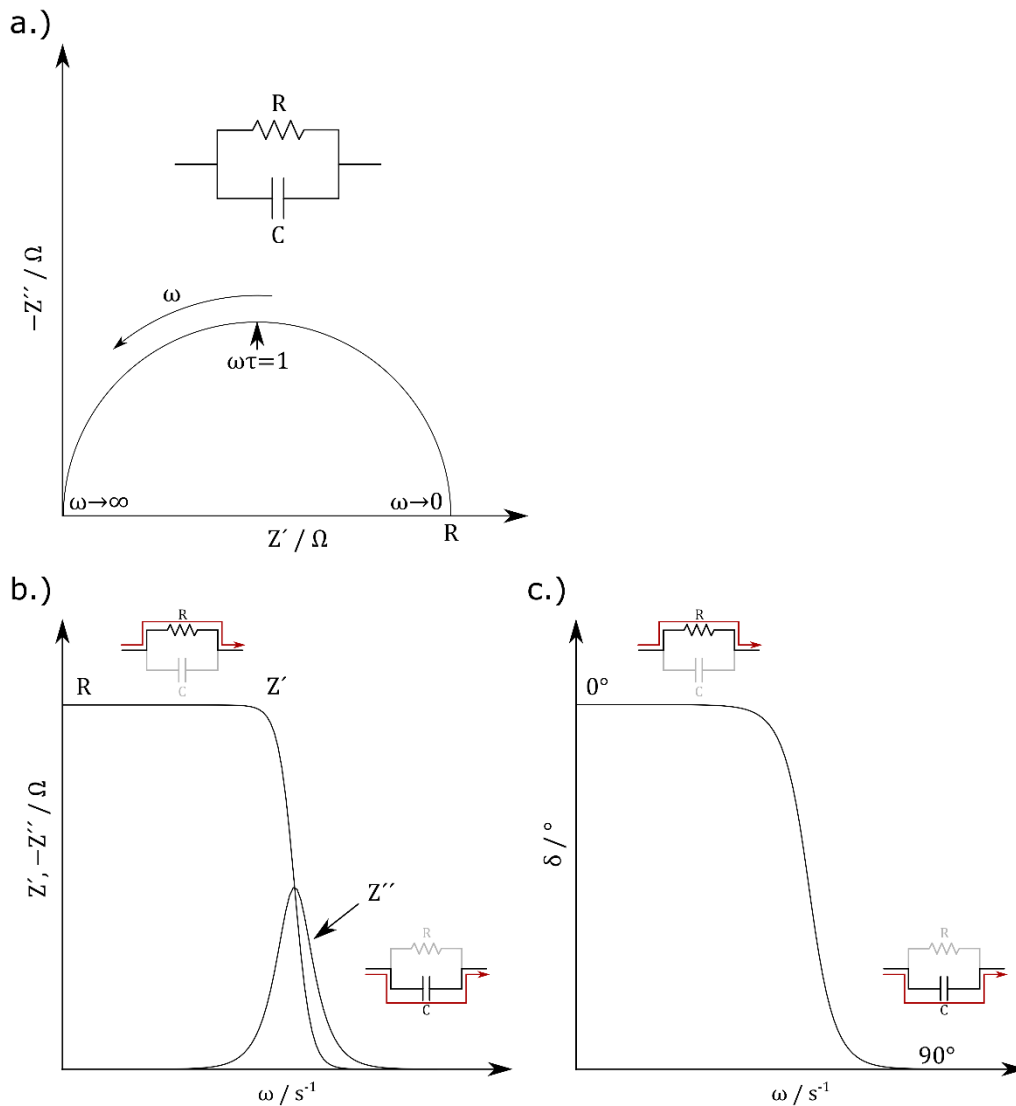 a.)
R
C
−Z´´ / Ω
ω
ωτ=1
ω→∞
ω→0
Z´ / Ω
R
b.)
R
C
R
Z´
Z´, −Z´´ / Ω
Z´´
R
C
ω / s⁻¹
c.)
R
C
0°
δ / °
R
C
90°
ω / s⁻¹